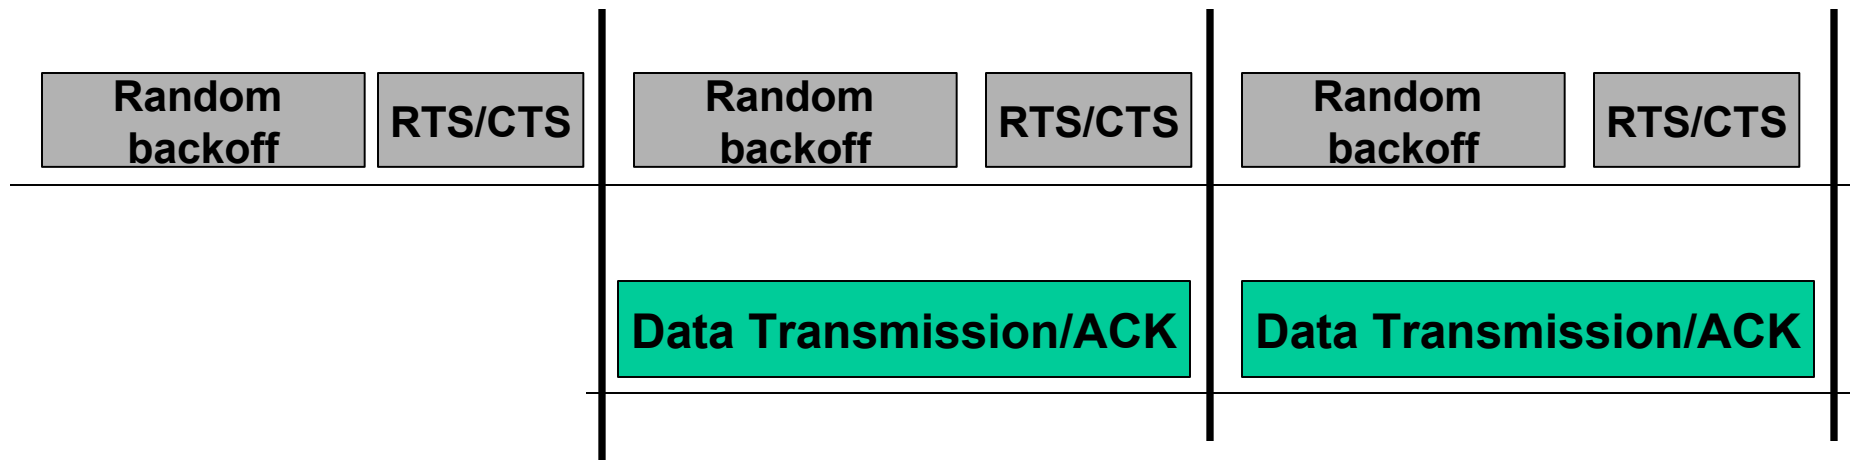 Random
backoff
RTS/CTS
Random
backoff
RTS/CTS
Random
backoff
RTS/CTS
Data Transmission/ACK
Data Transmission/ACK